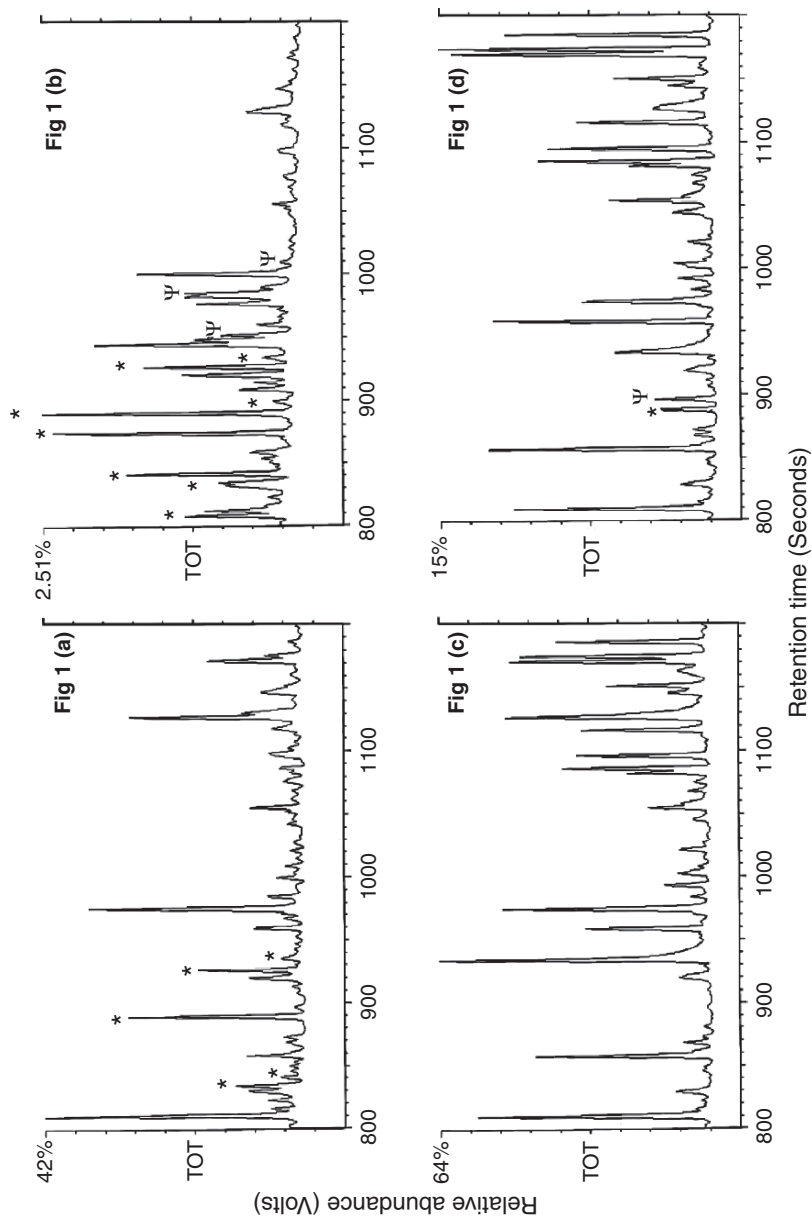 Relative abundance (Volts)
42%
TOT
Fig 1 (a)
* * * * *
800 900 1000 1100
2.51%
TOT
Fig 1 (b)
* * * * * * * * Ψ Ψ Ψ
800 900 1000 1100
64%
TOT
Fig 1 (c)
800 900 1000 1100
15%
TOT
Fig 1 (d)
* Ψ
800 900 1000 1100
Retention time (Seconds)